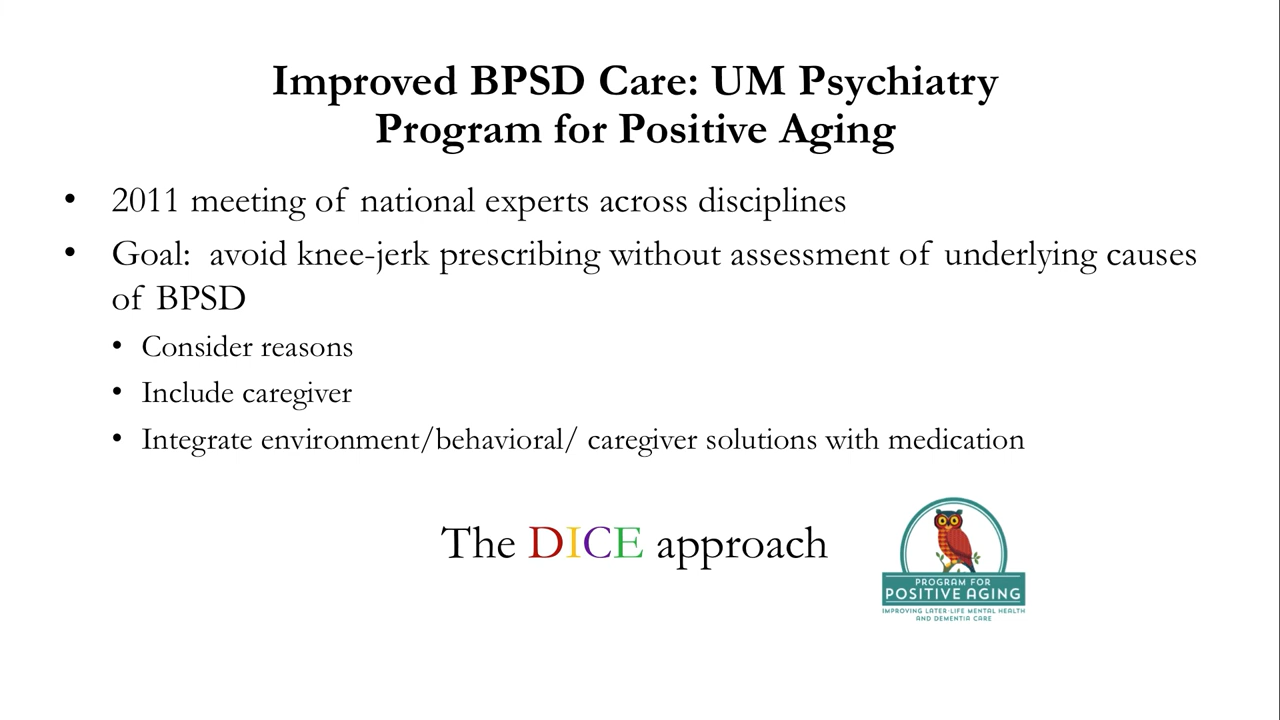 Improved BPSD Care: UM Psychiatry
Program for Positive Aging
• 2011 meeting of national experts across disciplines
• Goal:  avoid knee-jerk prescribing without assessment of underlying causes
of BPSD
• Consider reasons
• Include caregiver
• Integrate environment/behavioral/ caregiver solutions with medication
The DICE approach
PROGRAM FOR
POSITIVE AGING
IMPROVING LATER-LIFE MENTAL HEALTH
AND DEMENTIA CARE